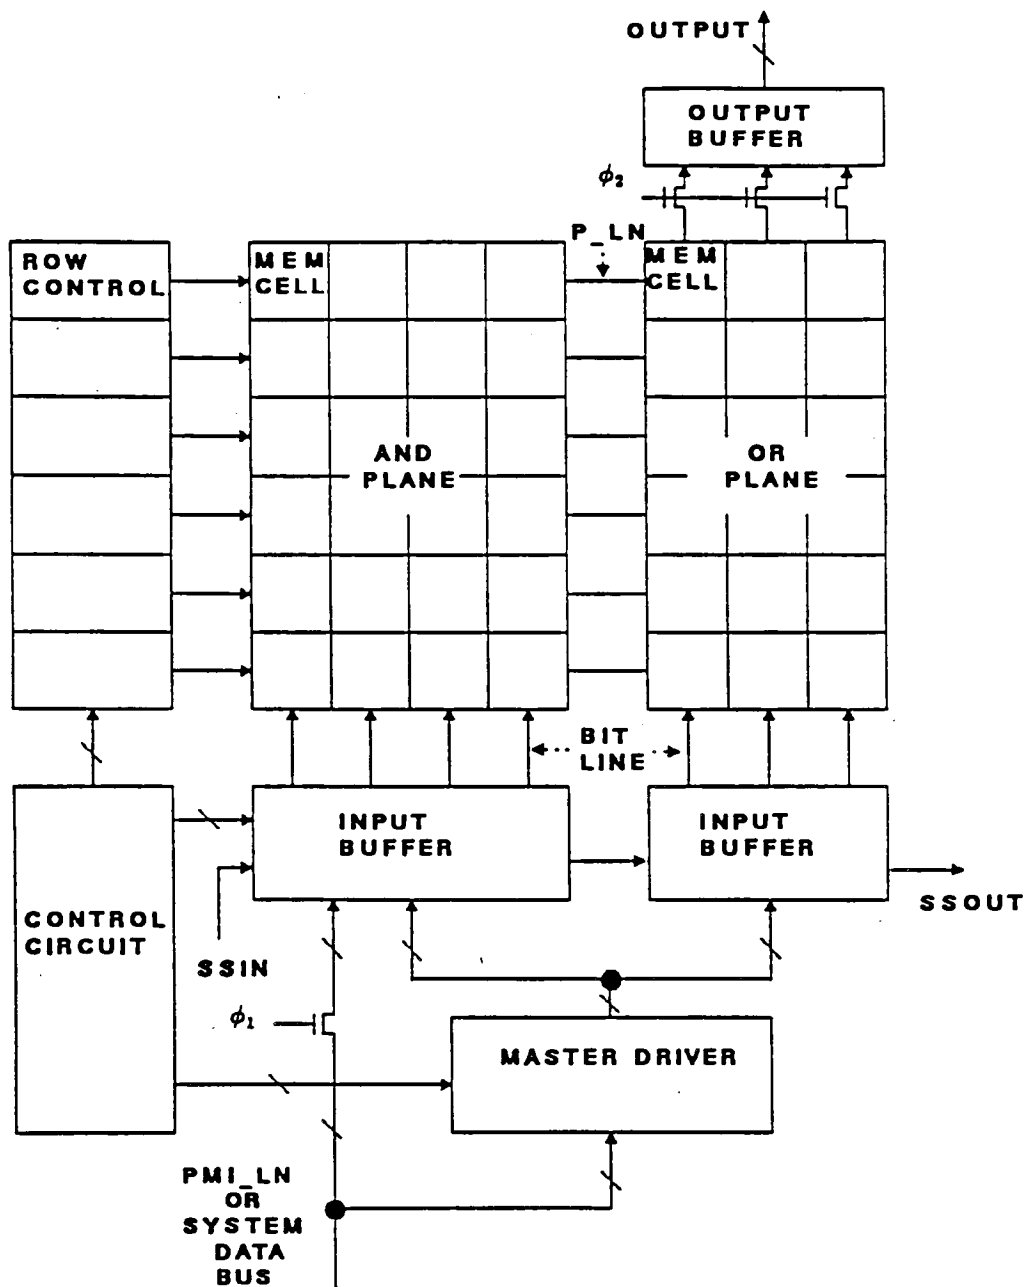 OUTPUT
OUTPUT
BUFFER
ϕ₂
P_LN
ROW
CONTROL
MEM
CELL
MEM
CELL
AND
PLANE
OR
PLANE
BIT
LINE
INPUT
BUFFER
INPUT
BUFFER
SSOUT
CONTROL
CIRCUIT
SSIN
ϕ₁
MASTER DRIVER
PMI_LN
OR
SYSTEM
DATA
BUS